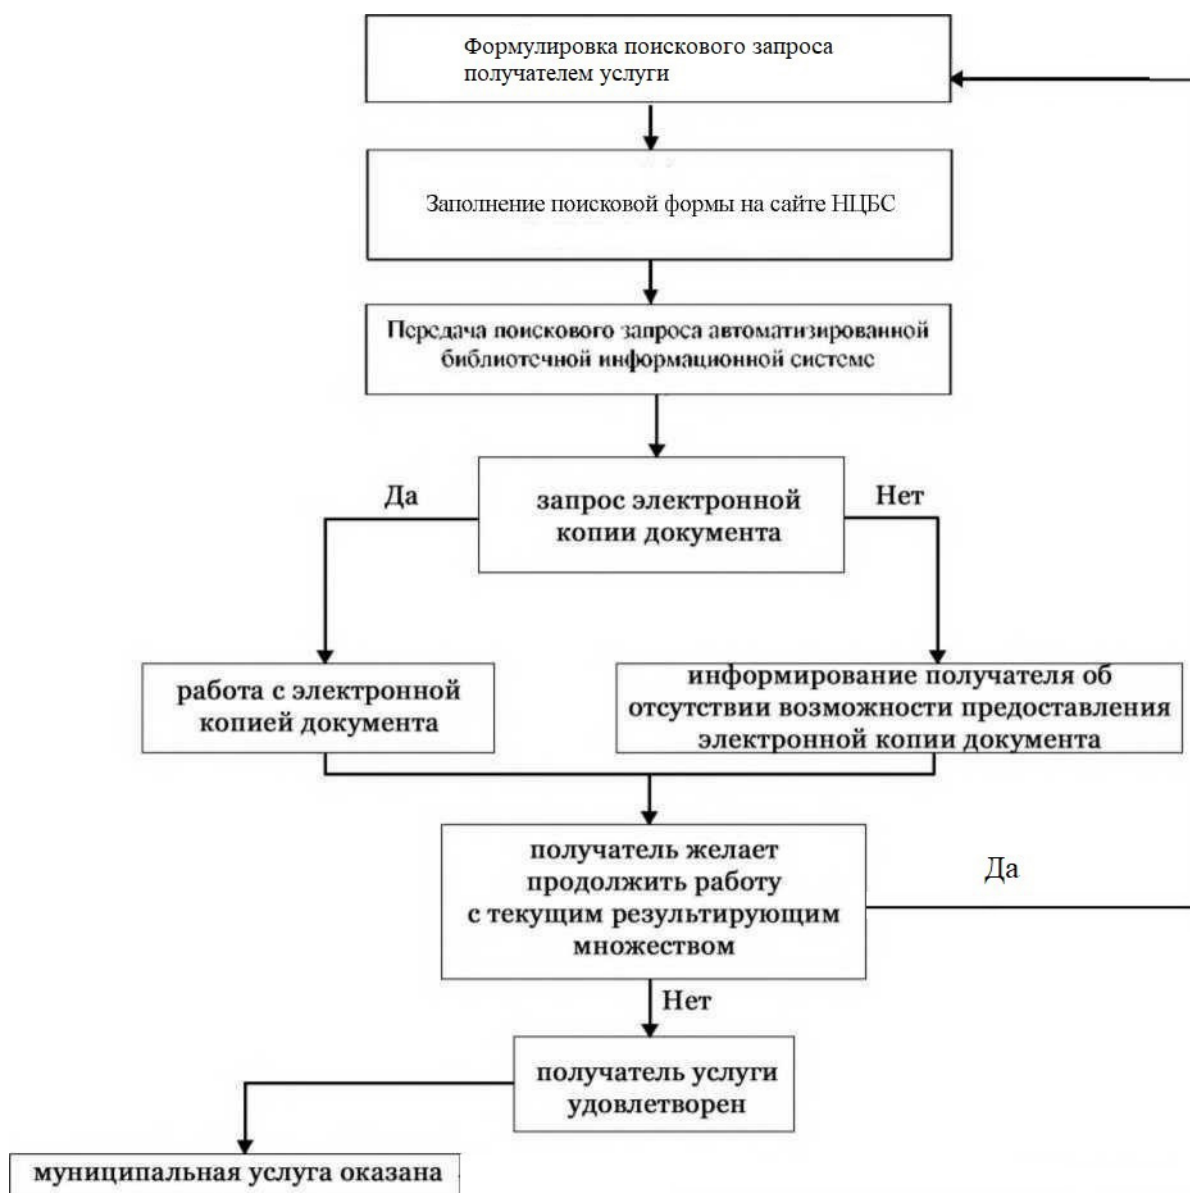 Формулировка поискового запроса
получателем услуги
Заполнение поисковой формы на сайте НЦБС
Передача поискового запроса автоматизированной
библиотечной информационной системе
Да
запрос электронной
копии документа
Нет
работа с электронной
копией документа
информирование получателя об
отсутствии возможности предоставления
электронной копии документа
получатель желает
продолжить работу
с текущим результирующим
множеством
Да
Нет
получатель услуги
удовлетворен
муниципальная услуга оказана